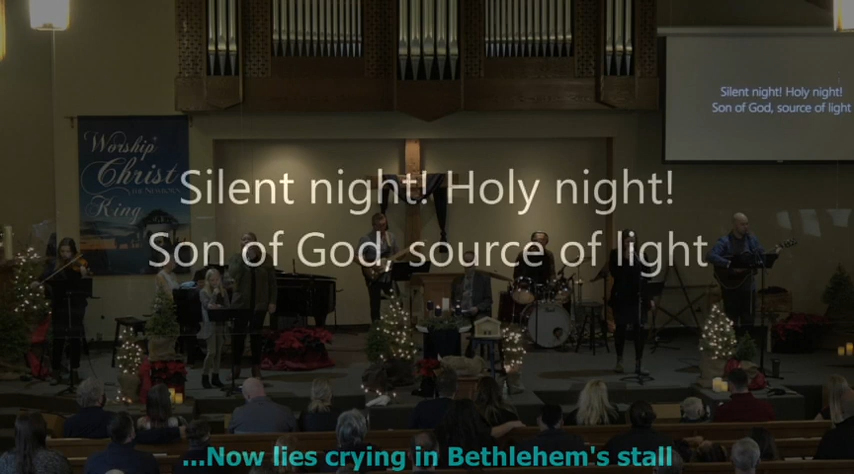 Silent night! Holy night!
Son of God, source of light
Worship
Christ
King
Silent night! Holy night!
Son of God, source of light
...Now lies crying in Bethlehem's stall